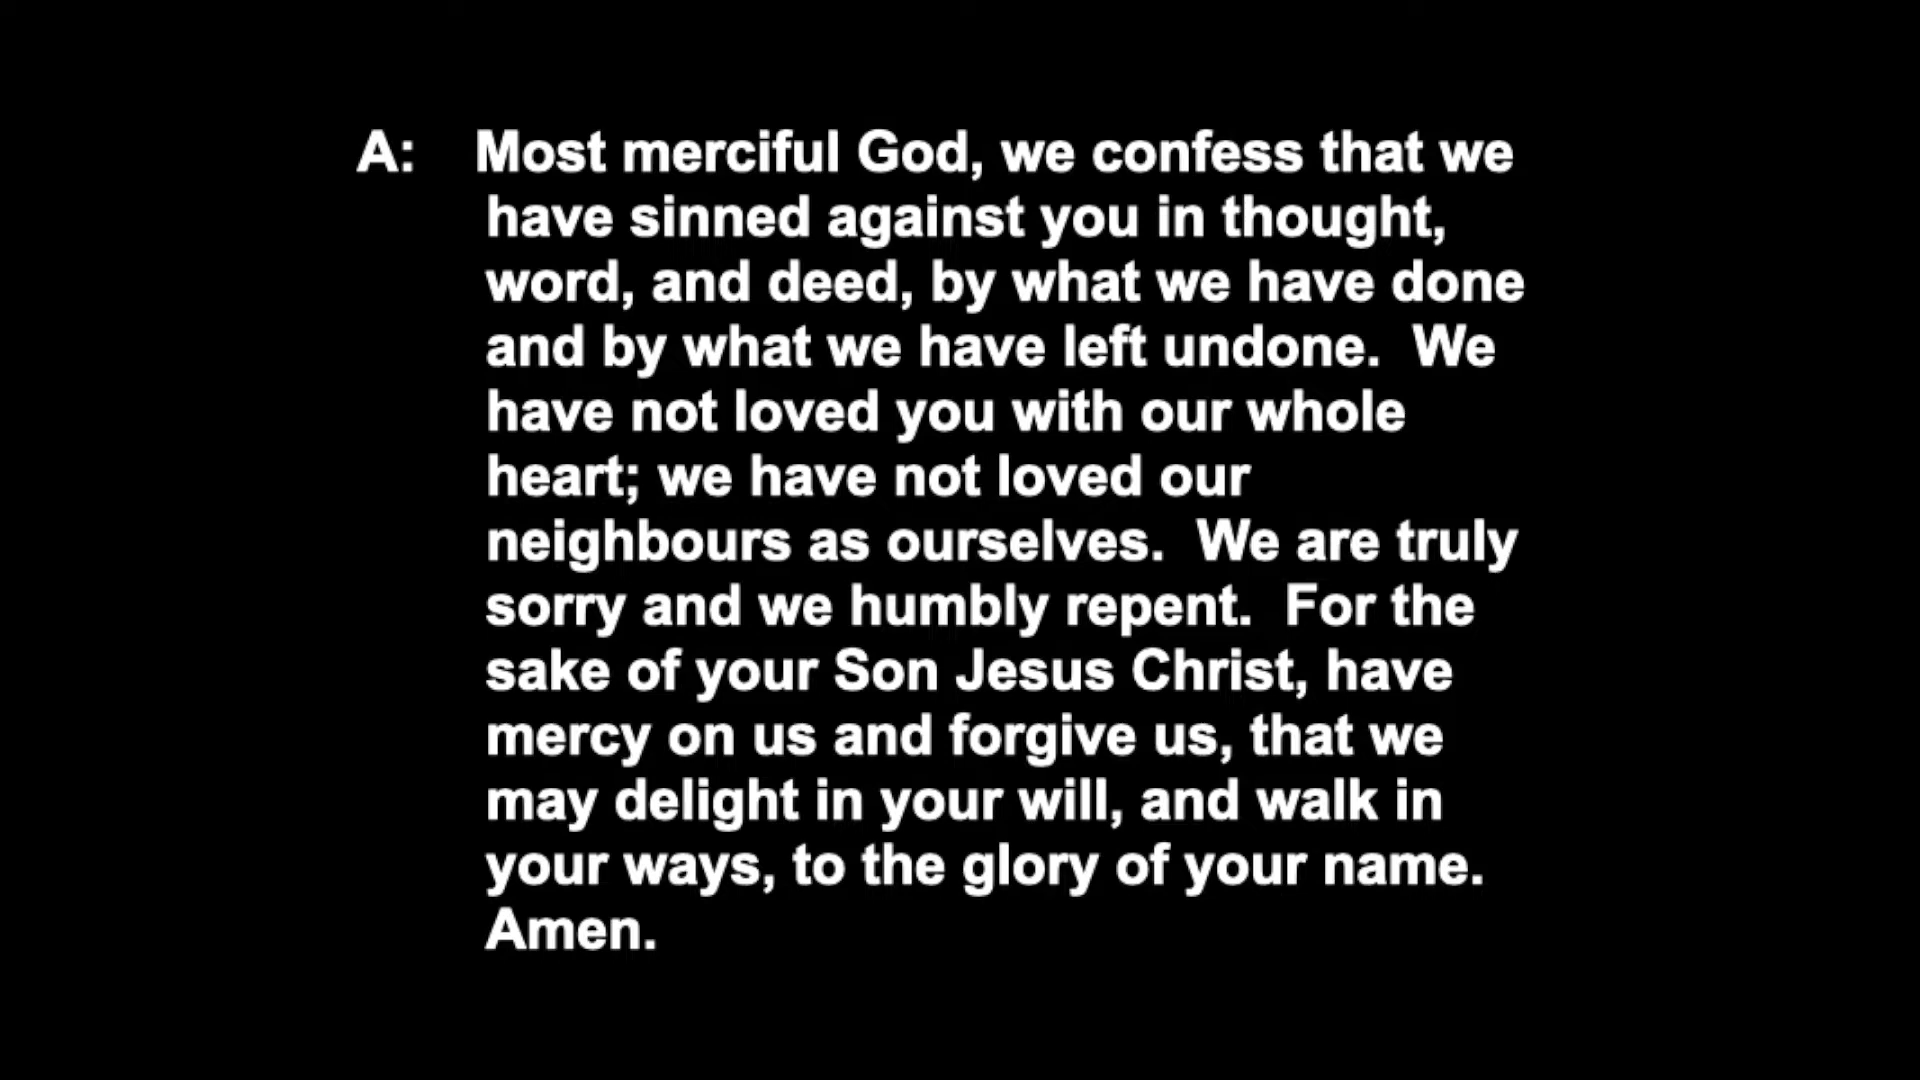 A: Most merciful God, we confess that we
have sinned against you in thought,
word, and deed, by what we have done
and by what we have left undone.  We
have not loved you with our whole
heart; we have not loved our
neighbours as ourselves.  We are truly
sorry and we humbly repent.  For the
sake of your Son Jesus Christ, have
mercy on us and forgive us, that we
may delight in your will, and walk in
your ways, to the glory of your name.
Amen.